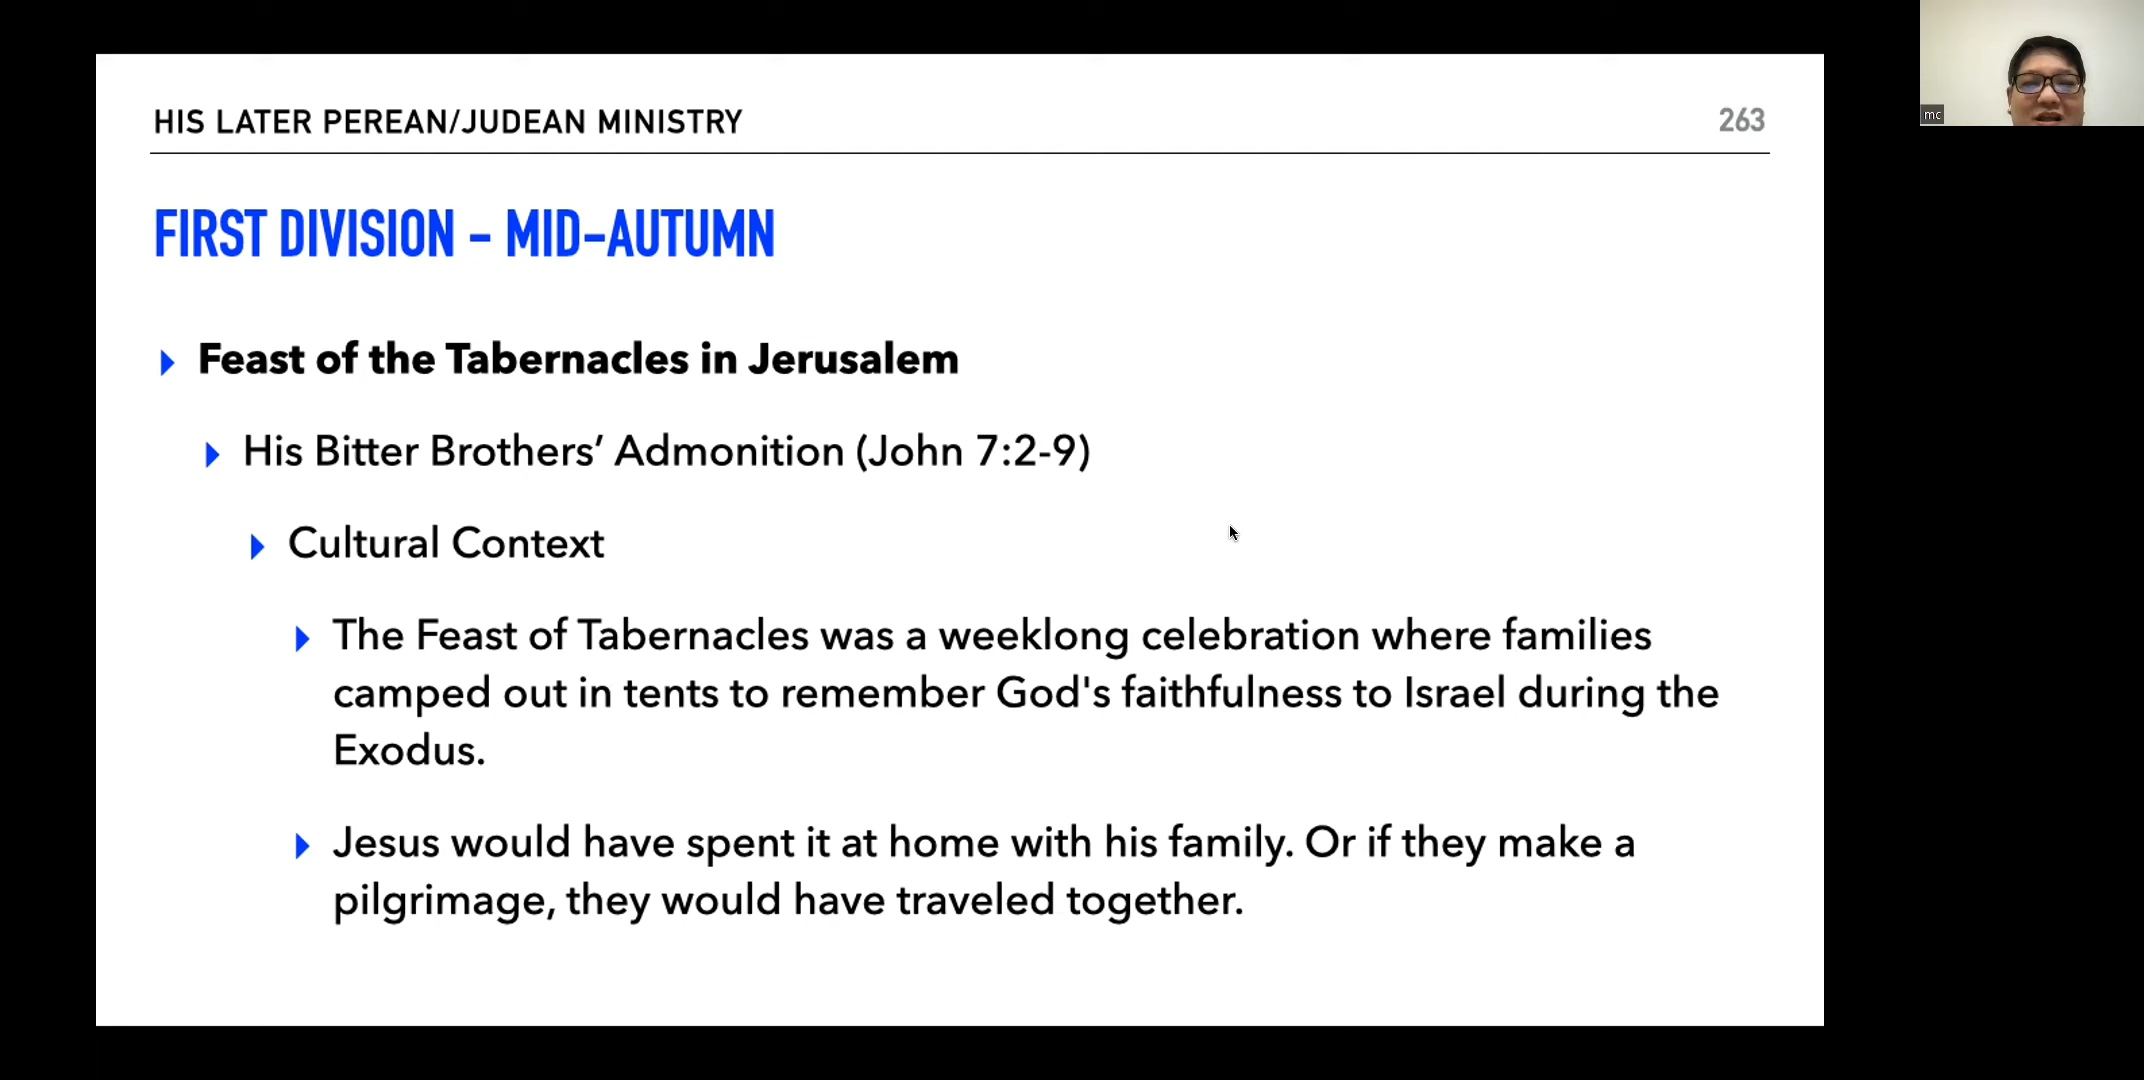 HIS LATER PEREAN/JUDEAN MINISTRY
263
mc
FIRST DIVISION - MID-AUTUMN
Feast of the Tabernacles in Jerusalem
His Bitter Brothers’ Admonition (John 7:2-9)
Cultural Context
The Feast of Tabernacles was a weeklong celebration where families
camped out in tents to remember God's faithfulness to Israel during the
Exodus.
Jesus would have spent it at home with his family. Or if they make a
pilgrimage, they would have traveled together.